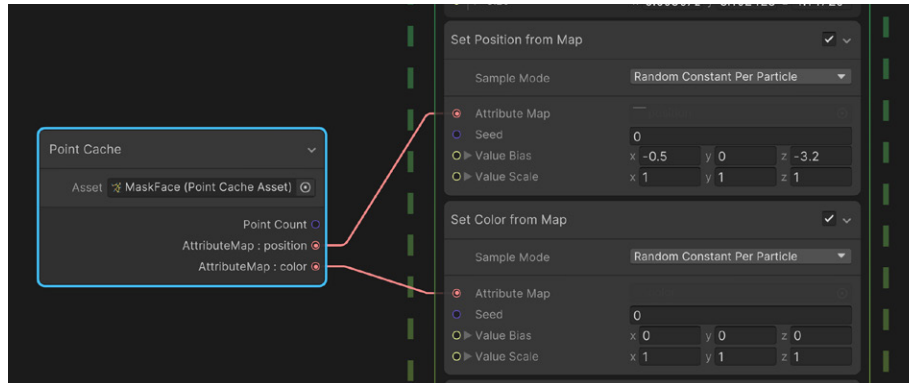 Set Position from Map
Sample Mode Random Constant Per Particle
Attribute Map
Seed 0
Value Bias x -0.5 y 0 z -3.2
Value Scale x 1 y 1 z 1
Point Cache
Asset MaskFace (Point Cache Asset)
Point Count
AttributeMap : position
AttributeMap : color
Set Color from Map
Sample Mode Random Constant Per Particle
Attribute Map
Seed 0
Value Bias x 0 y 0 z 0
Value Scale x 1 y 1 z 1